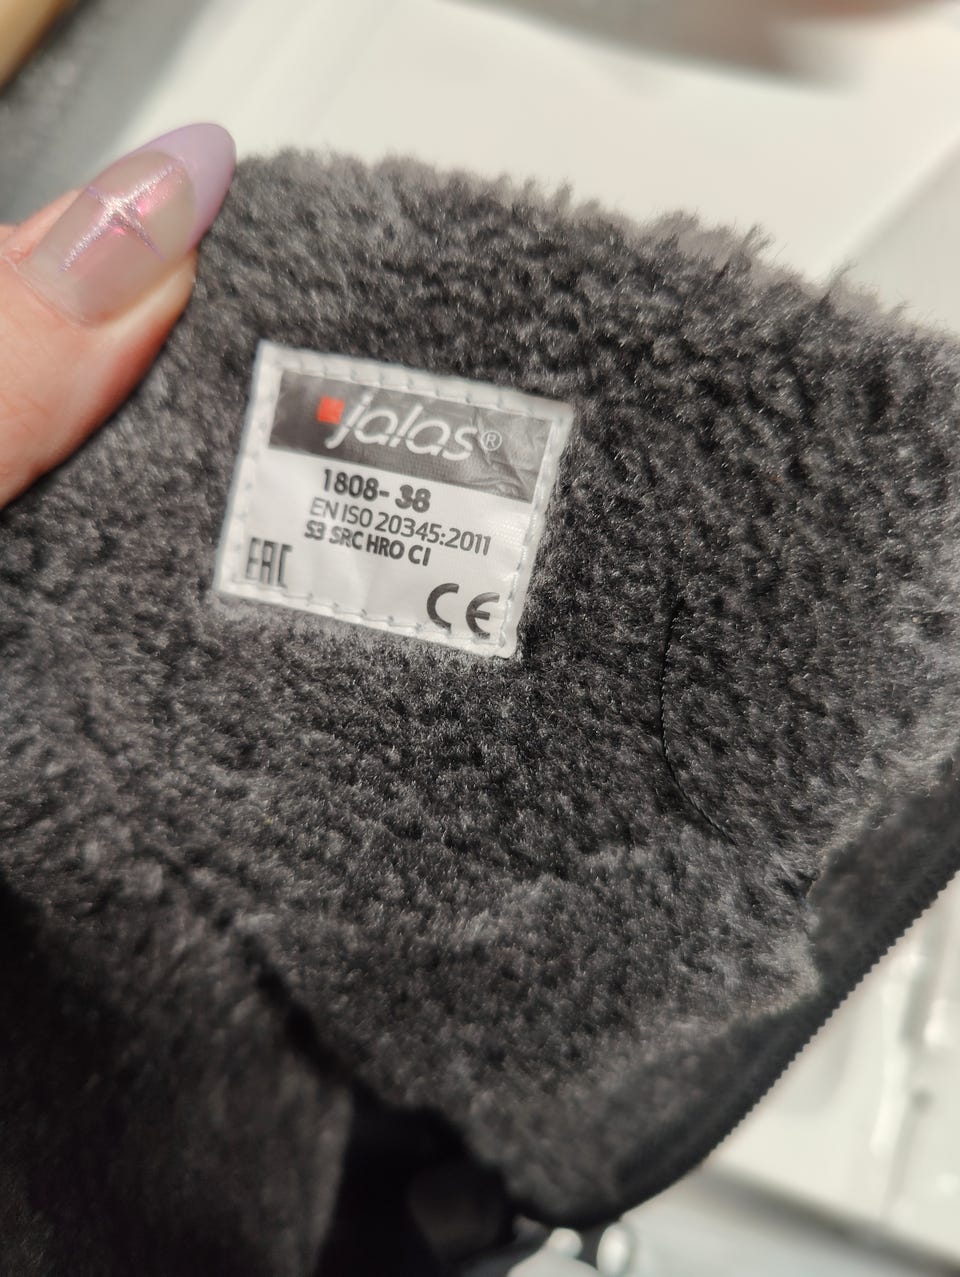 jalas®
1808-38
EN ISO 20345:2011
S3 SRC HRO CI
EAC
CE